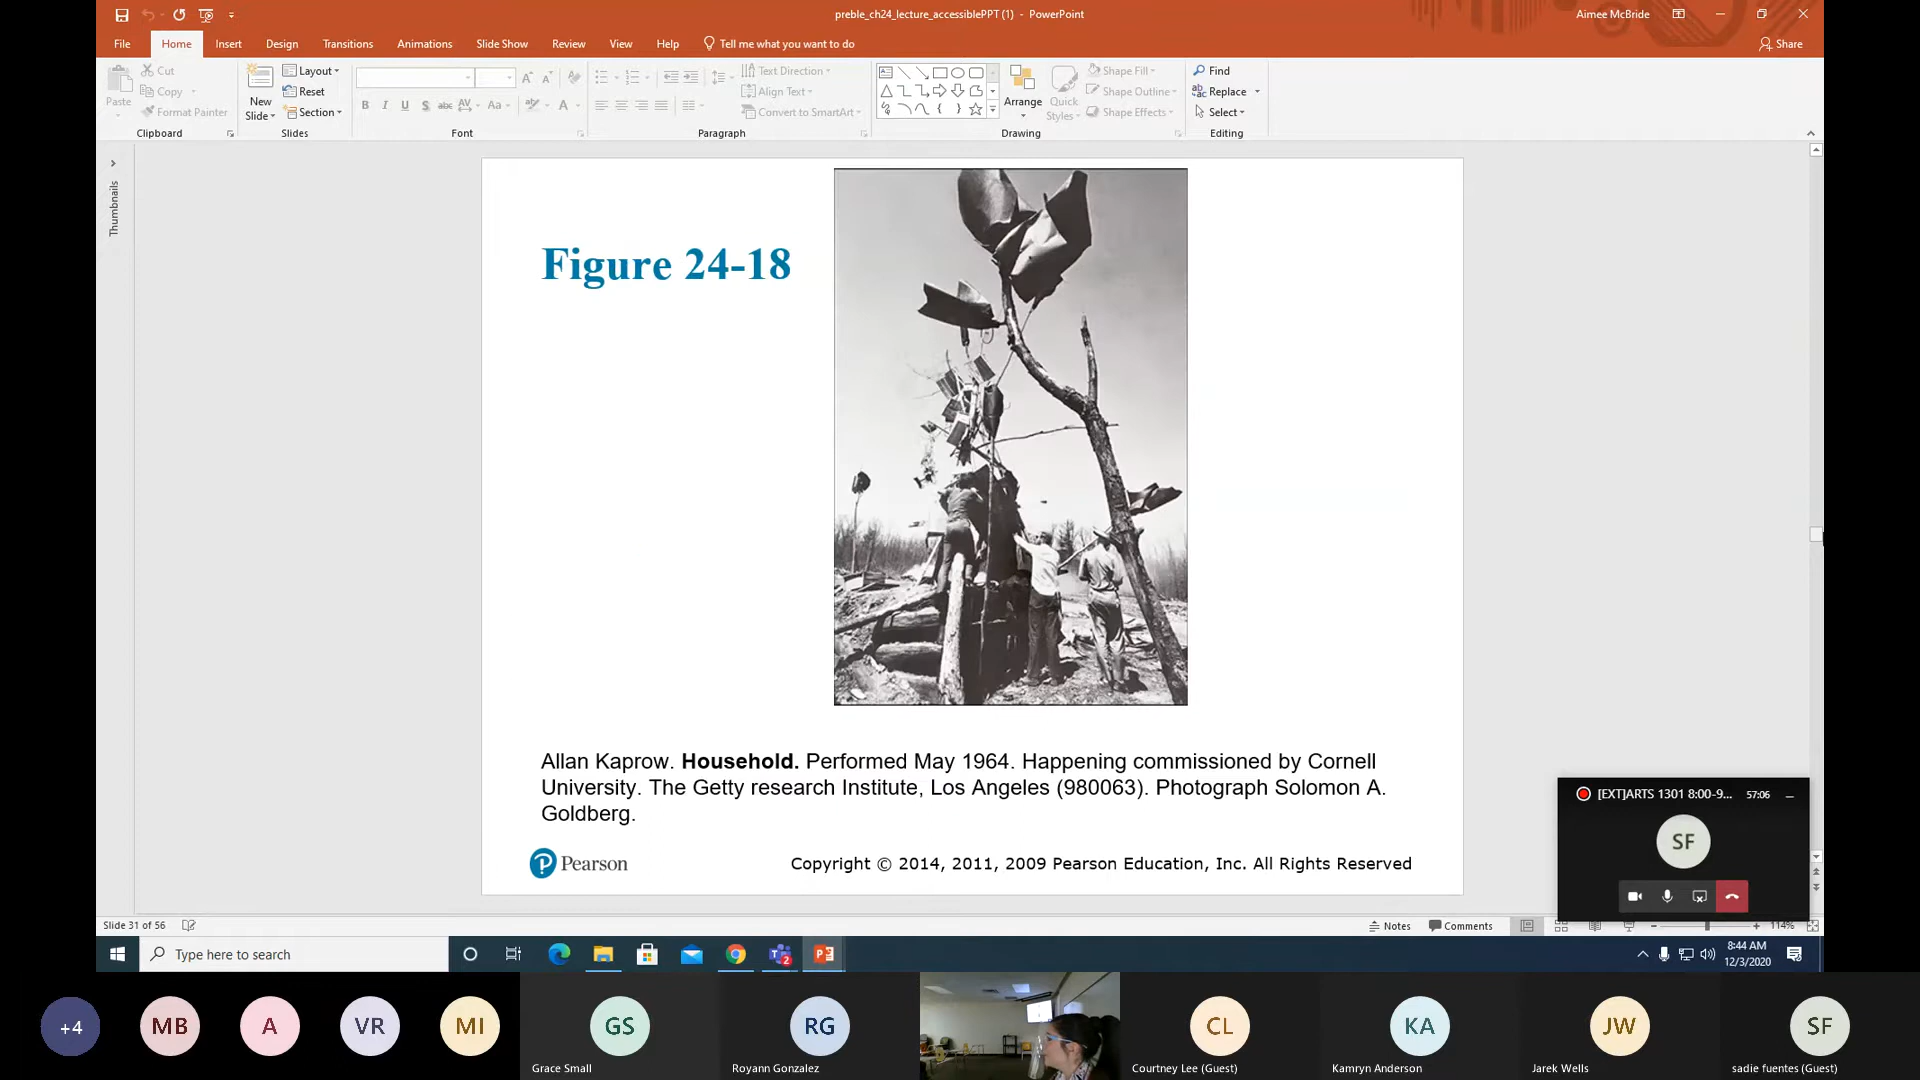 preble_ch24_lecture_accessiblePPT (1) - PowerPoint
Aimee McBride
File Home Insert Design Transitions Animations Slide Show Review View Help Tell me what you want to do
Share
Cut
Copy
Format Painter
Paste
Clipboard
New
Slide
Layout
Reset
Section
Slides
B I U S abc AV Aa A
Font
Text Direction
Align Text
Convert to SmartArt
Paragraph
Arrange
Quick
Styles
Shape Fill
Shape Outline
Shape Effects
Drawing
Find
Replace
Select
Editing
Thumbnails
Figure 24-18
Allan Kaprow. Household. Performed May 1964. Happening commissioned by Cornell
University. The Getty research Institute, Los Angeles (980063). Photograph Solomon A.
Goldberg.
Pearson
Copyright © 2014, 2011, 2009 Pearson Education, Inc. All Rights Reserved
[EXT]ARTS 1301 8:00-9... 57:06
SF
Slide 31 of 56
Notes Comments
114%
Type here to search
8:44 AM
12/3/2020
+4 MB A VR MI GS RG CL KA JW SF
Grace Small Royann Gonzalez Courtney Lee (Guest) Kamryn Anderson Jarek Wells sadie fuentes (Guest)